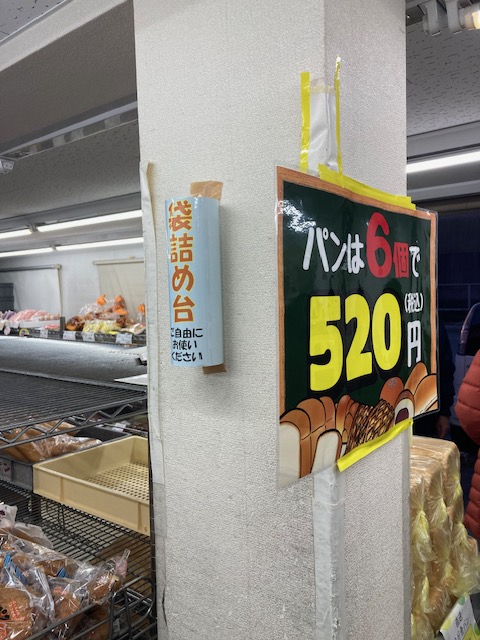 袋詰め台
ご自由に
お使い
ください
パンは6個で
520円
(税込)